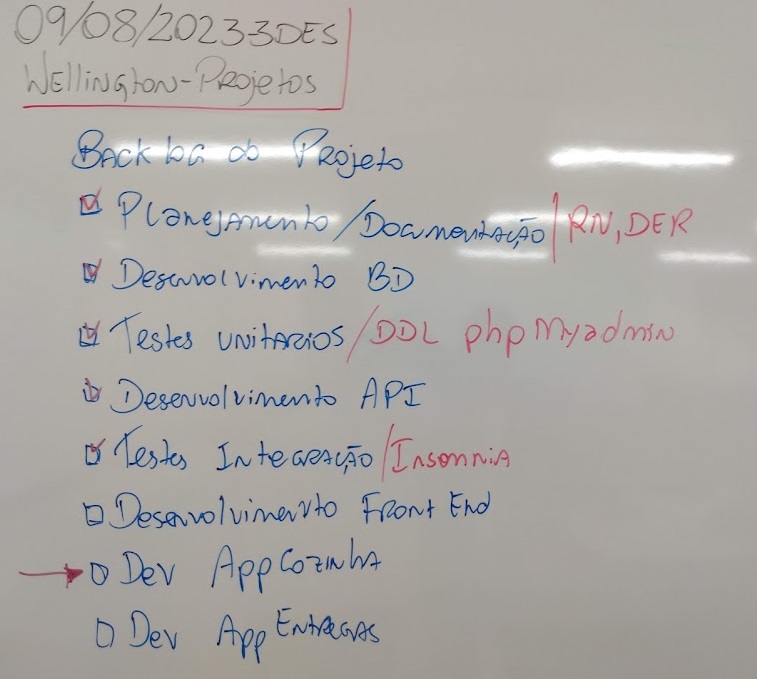 09/08/2023-3DES
Wellington-Projetos
Backlog do Projeto
Planejamento/Documentação/RN,DER
Desenvolvimento BD
Testes unitarios/DDL phpMyadmin
Desenvolvimento API
Testes Integração/Insomnia
Desenvolvimento Front End
Dev App Cozinha
Dev App Entregas